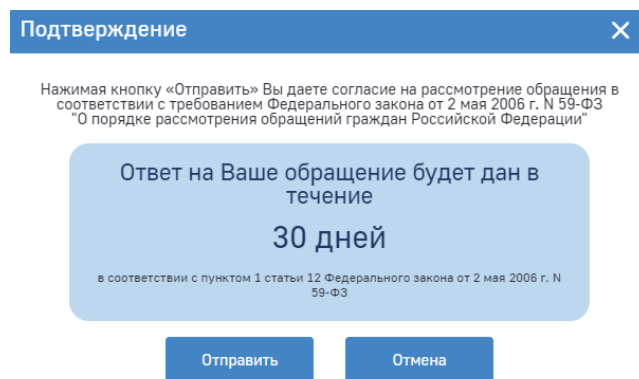 Подтверждение
Нажимая кнопку «Отправить» Вы даете согласие на рассмотрение обращения в
соответствии с требованием Федерального закона от 2 мая 2006 г. N 59-ФЗ
"О порядке рассмотрения обращений граждан Российской Федерации"
Ответ на Ваше обращение будет дан в
течение
30 дней
в соответствии с пунктом 1 статьи 12 Федерального закона от 2 мая 2006 г. N
59-ФЗ
Отправить Отмена